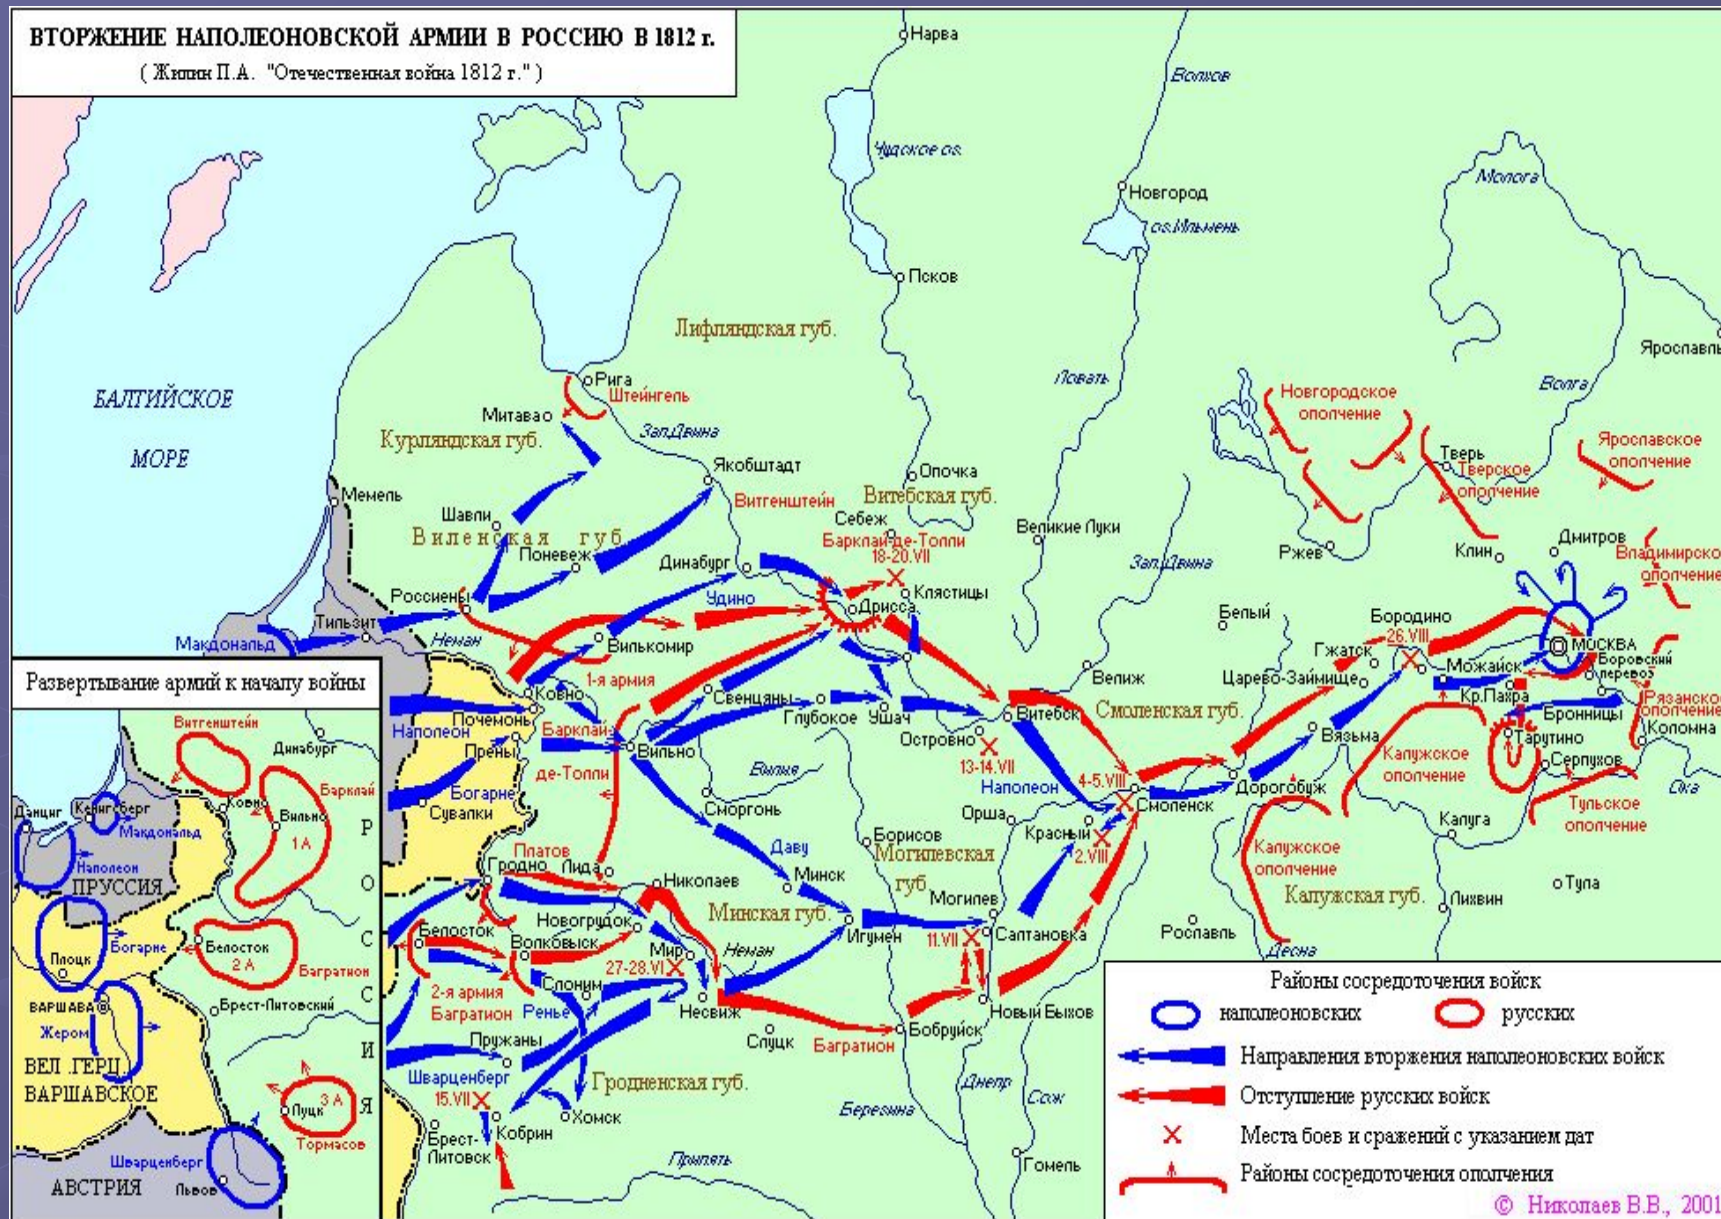 ВТОРЖЕНИЕ НАПОЛЕОНОВСКОЙ АРМИИ В РОССИЮ В 1812 г.
( Жилин П.А. "Отечественная война 1812 г." )
Нарва
Волхов
Чудское оз.
Новгород
оз.Ильмень
Молога
Псков
Лифляндская губ.
Ярославль
БАЛТИЙСКОЕ
МОРЕ
Рига
Штейнгель
Митава
Курляндская губ.
Зап.Двина
Ловать
Волга
Новгородское
ополчение
Ярославское
ополчение
Тверь
Тверское
ополчение
Якобштадт
Опочка
Витебская губ.
Мемель
Витгенштейн
Шавли
Виленская губ
Себеж
Барклай-де-Толли
18-20.VII
Великие Луки
Ржев
Клин
Дмитров
Владимирско
ополчение
Поневеж
Динабург
Зап.Двина
Россиены
Удино
Дрисса
Клястицы
Белый
Бородино
26.VIII
Тильзит
Неман
Макдональд
Вилькомир
1-я армия
Гжатск
МОСКВА
Можайск
Боровский
перевоз
Царево-Займище
Кр.Пахра
Рязанское
ополчение
Ковно
Свенцяны
Велиж
Почемонь
Наполеон
Барклай-
де-Толли
Глубокое
Ушач
Витебск
Смоленская губ.
Бронницы
Прены
Вильно
Островно
13-14.VII
Вязьма
Калужское
ополчение
Тарутино
Коломна
Серпухов
Вилия
Наполеон
4-5.VIII
Дорогобуж
Богарне
Сморгонь
Смоленск
Тульское
ополчение
Ока
Сувалки
Орша
Красный
2.VIII
Калуга
Борисов
Могилевская
губ
Даву
Калужское
ополчение
Платов
Гродно
Лида
Николаев
Минск
Калужская губ.
Тула
Лихвин
Новогрудок
Минская губ.
Могилев
Белосток
Волковыск
Мир
Неман
Игумен
11.VII
Салтановка
Рославль
Десна
27-28.VI
Слоним
2-я армия
Багратион
Ренье
Несвиж
Новый Быхов
Слуцк
Багратион
Бобруйск
Пружаны
Шварценберг
Гродненская губ.
Днепр
Сож
15.VII
Березина
Хомск
Кобрин
Брест-
Литовск
Припять
Гомель
Развертывание армий к началу войны
Витгенштейн
Динабург
Барклай
Ковно
Данциг
Кенигсберг
Вильно
Макдональд
1А
Наполеон
ПРУССИЯ
Богарне
Белосток
2 А
Плоцк
Багратион
ВАРШАВА
Брест-Литовский
Жером
ВЕЛ .ГЕРЦ.
ВАРШАВСКОЕ
Луцк
3 А
Тормасов
Шварценберг
АВСТРИЯ
Львов
Р
О
С
С
И
Я
Районы сосредоточения войск
наполеоновских
русских
Направления вторжения наполеоновских войск
Отступление русских войск
Места боев и сражений с указанием дат
Районы сосредоточения ополчения
© Николаев В.В., 2001